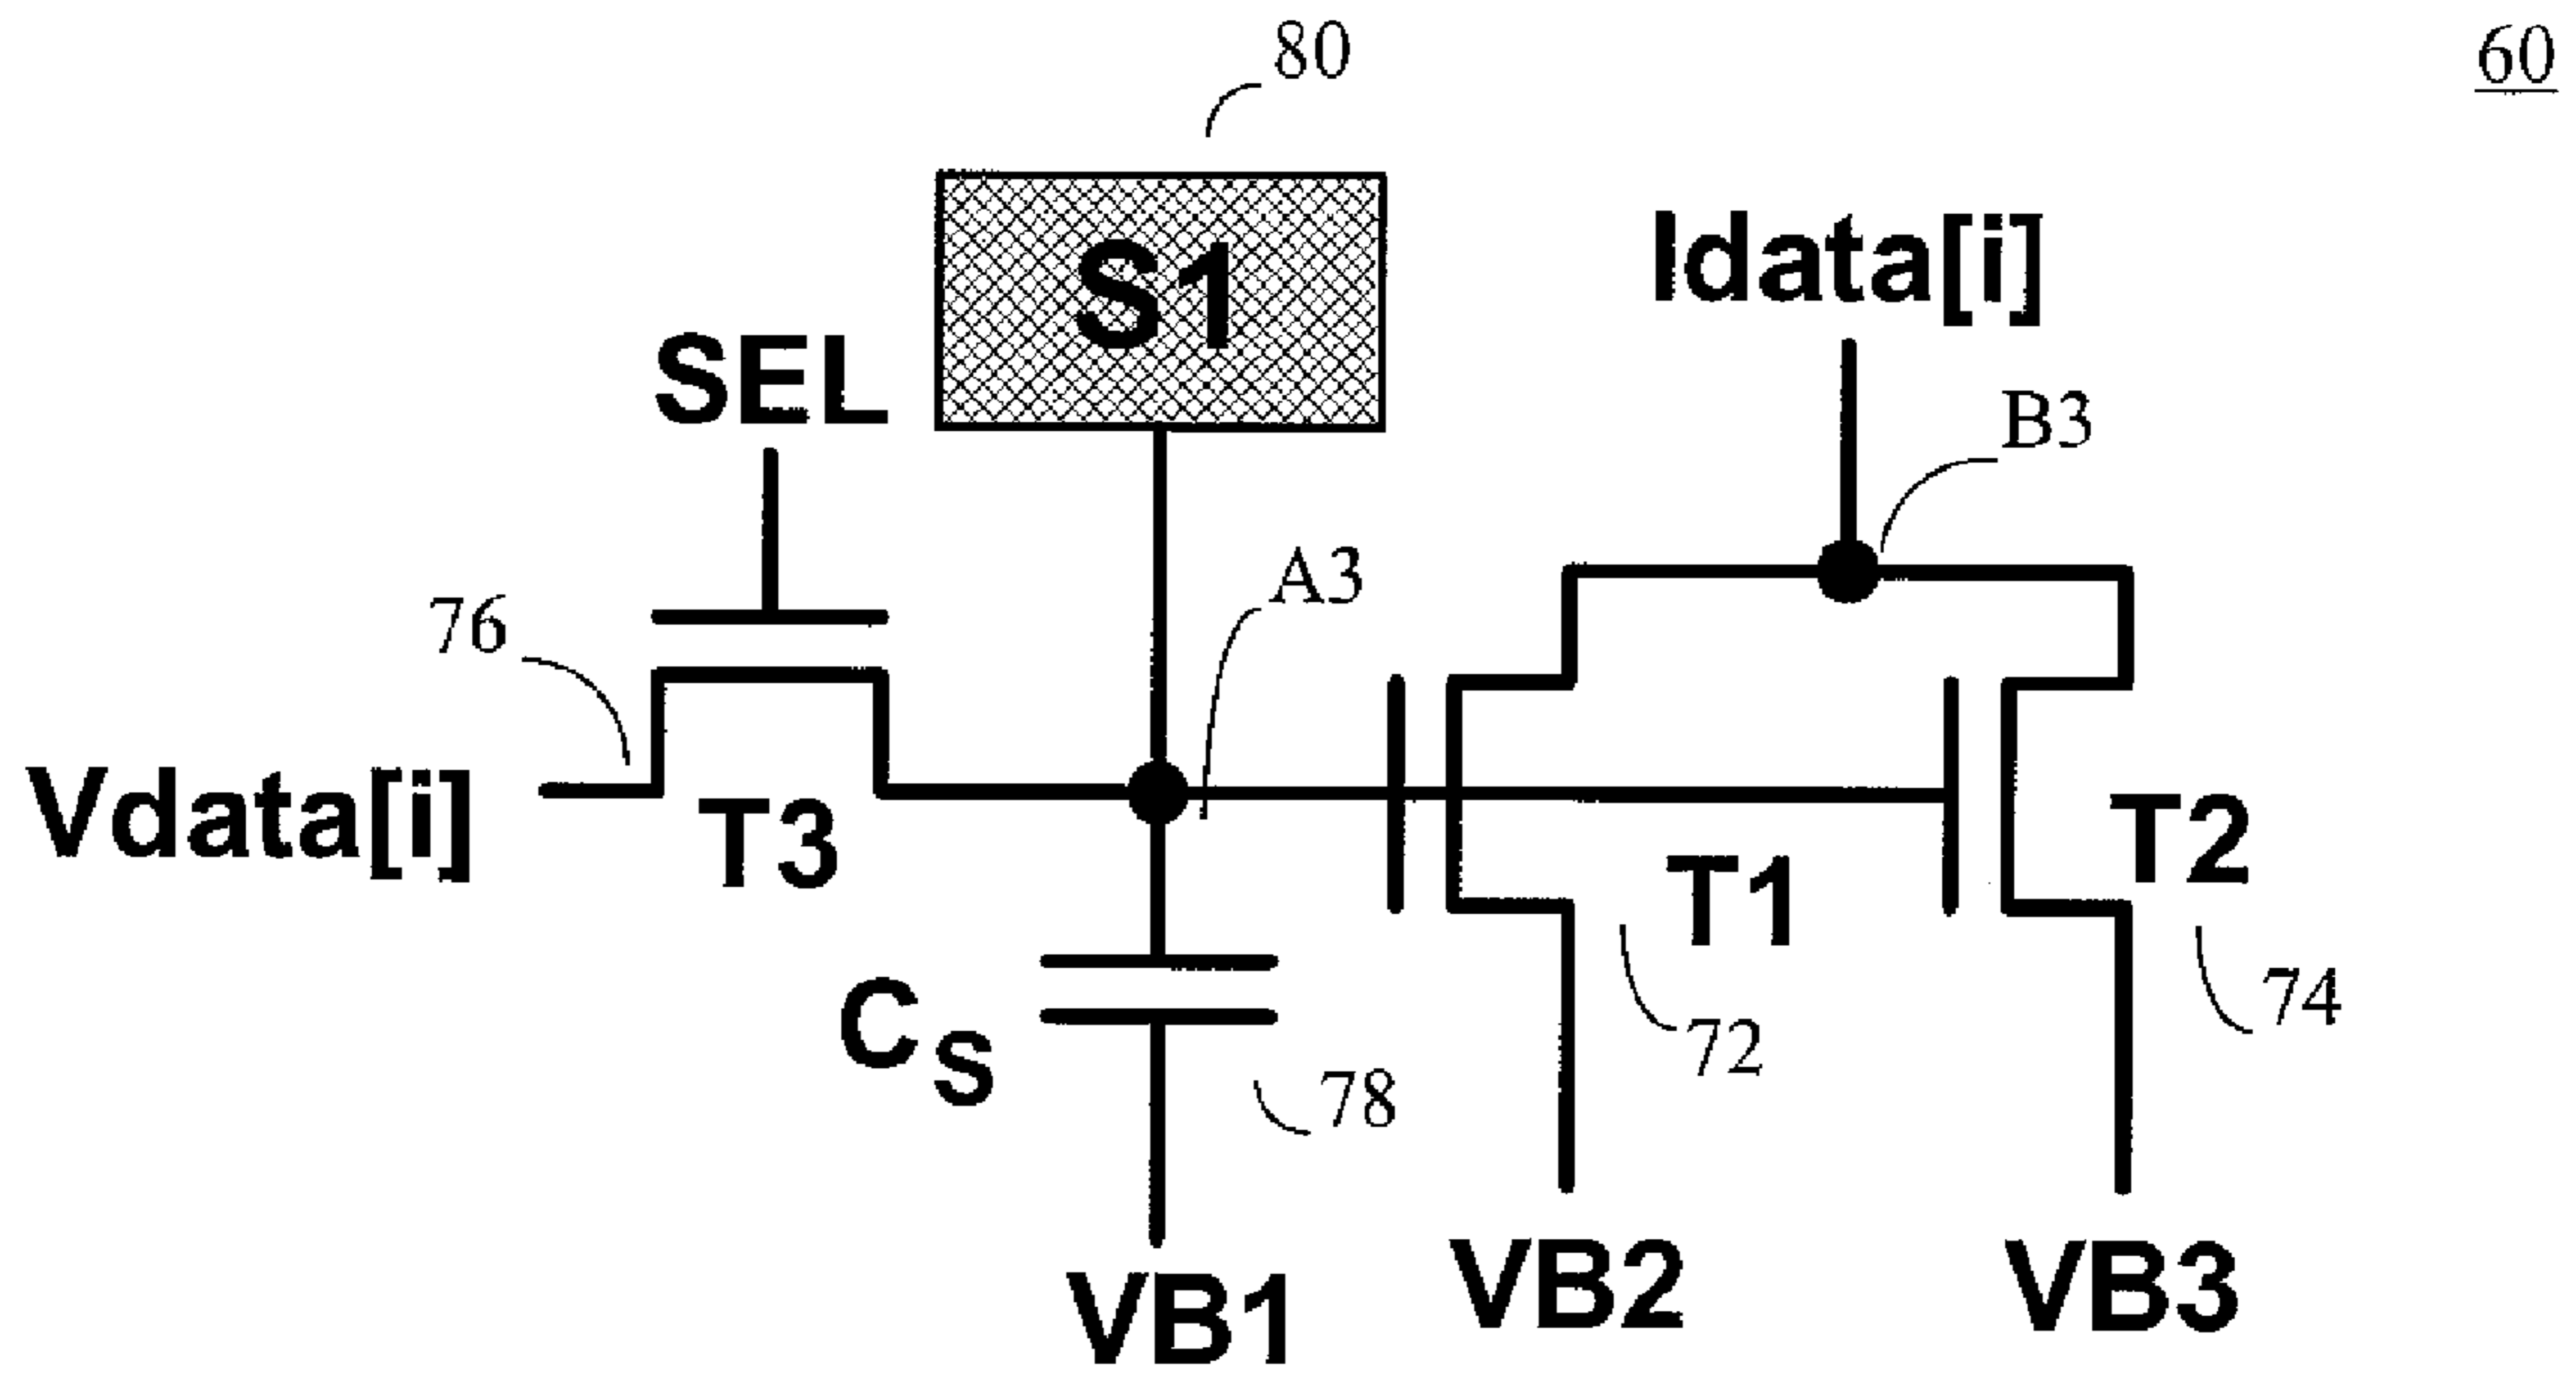 80
60
S1
Idata[i]
SEL
B3
A3
76
Vdata[i]
T3
T1
T2
CS
78
72
74
VB1
VB2
VB3